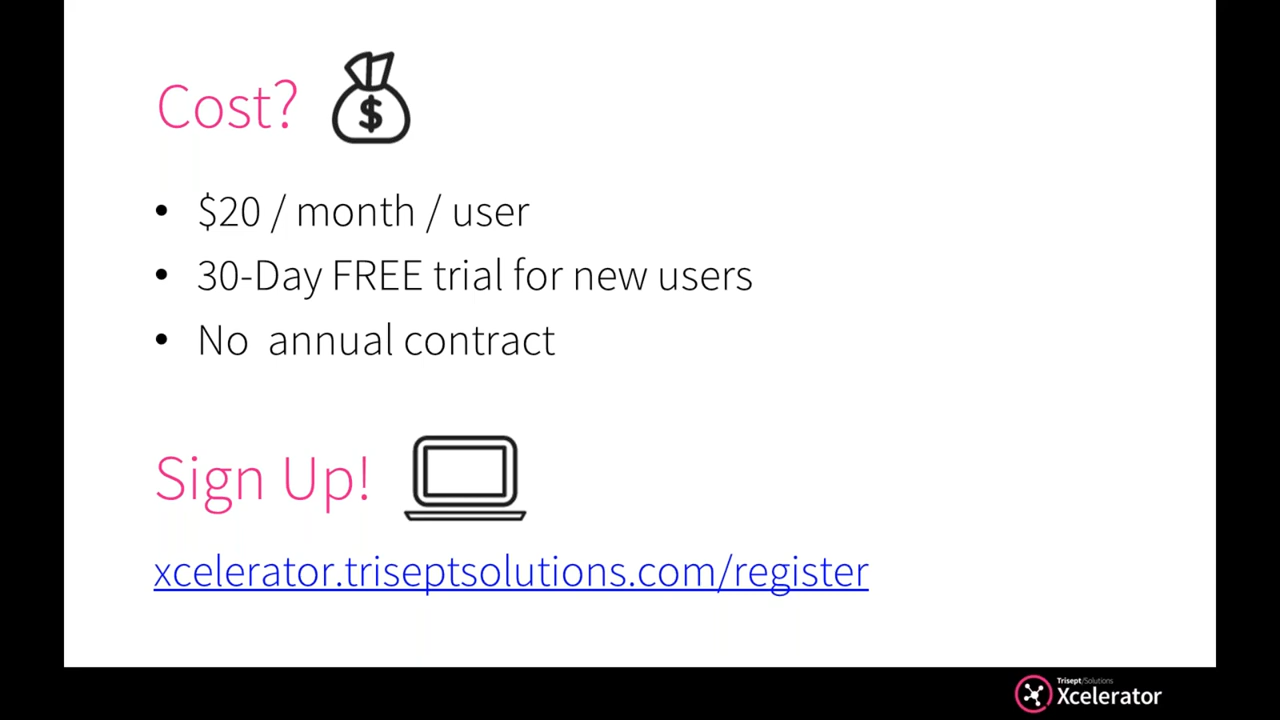 Cost?
$
• $20 / month / user
• 30-Day FREE trial for new users
• No  annual contract
Sign Up!
xcelerator.triseptsolutions.com/register
Trisept/Solutions
Xcelerator